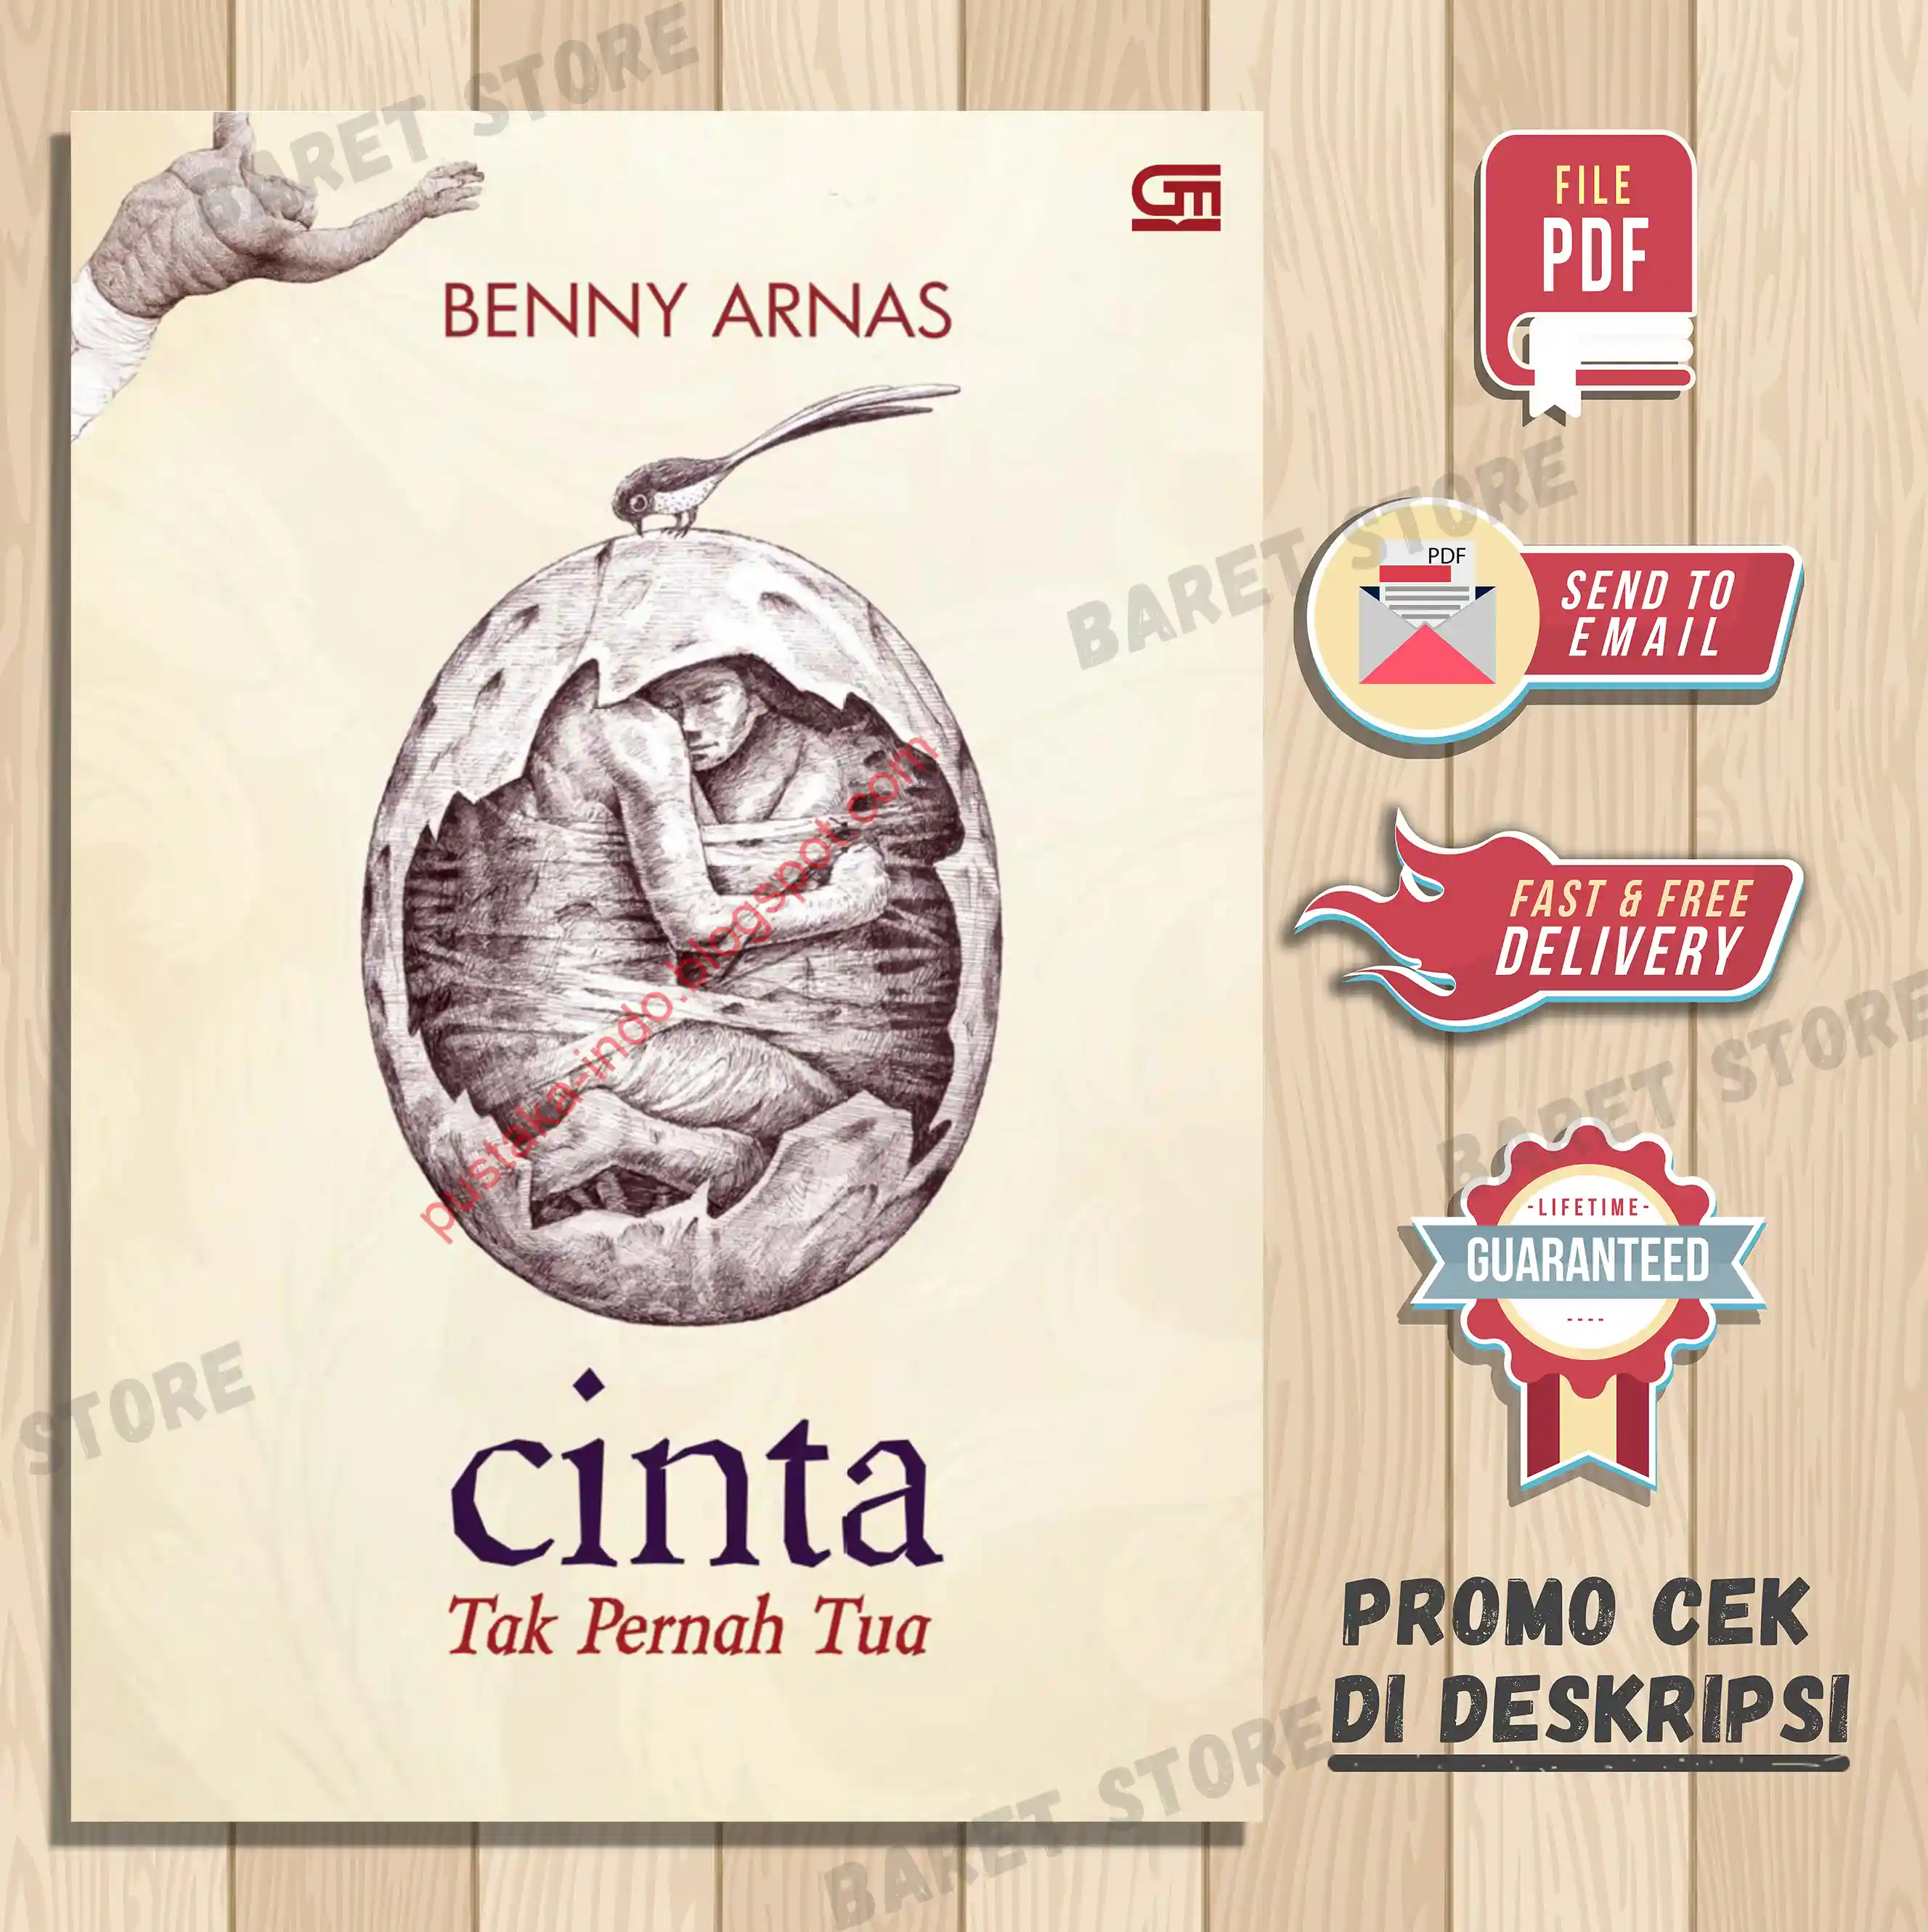 BARET STORE
GM
BENNY ARNAS
pustaka-indo.blogspot.com
cinta
Tak Pernah Tua
FILE
PDF
BARET STORE
PDF
SEND TO
EMAIL
FAST & FREE
DELIVERY
BARET STORE
-LIFETIME-
GUARANTEED
----
STORE
PROMO CEK
DI DESKRIPSI
BARET STORE